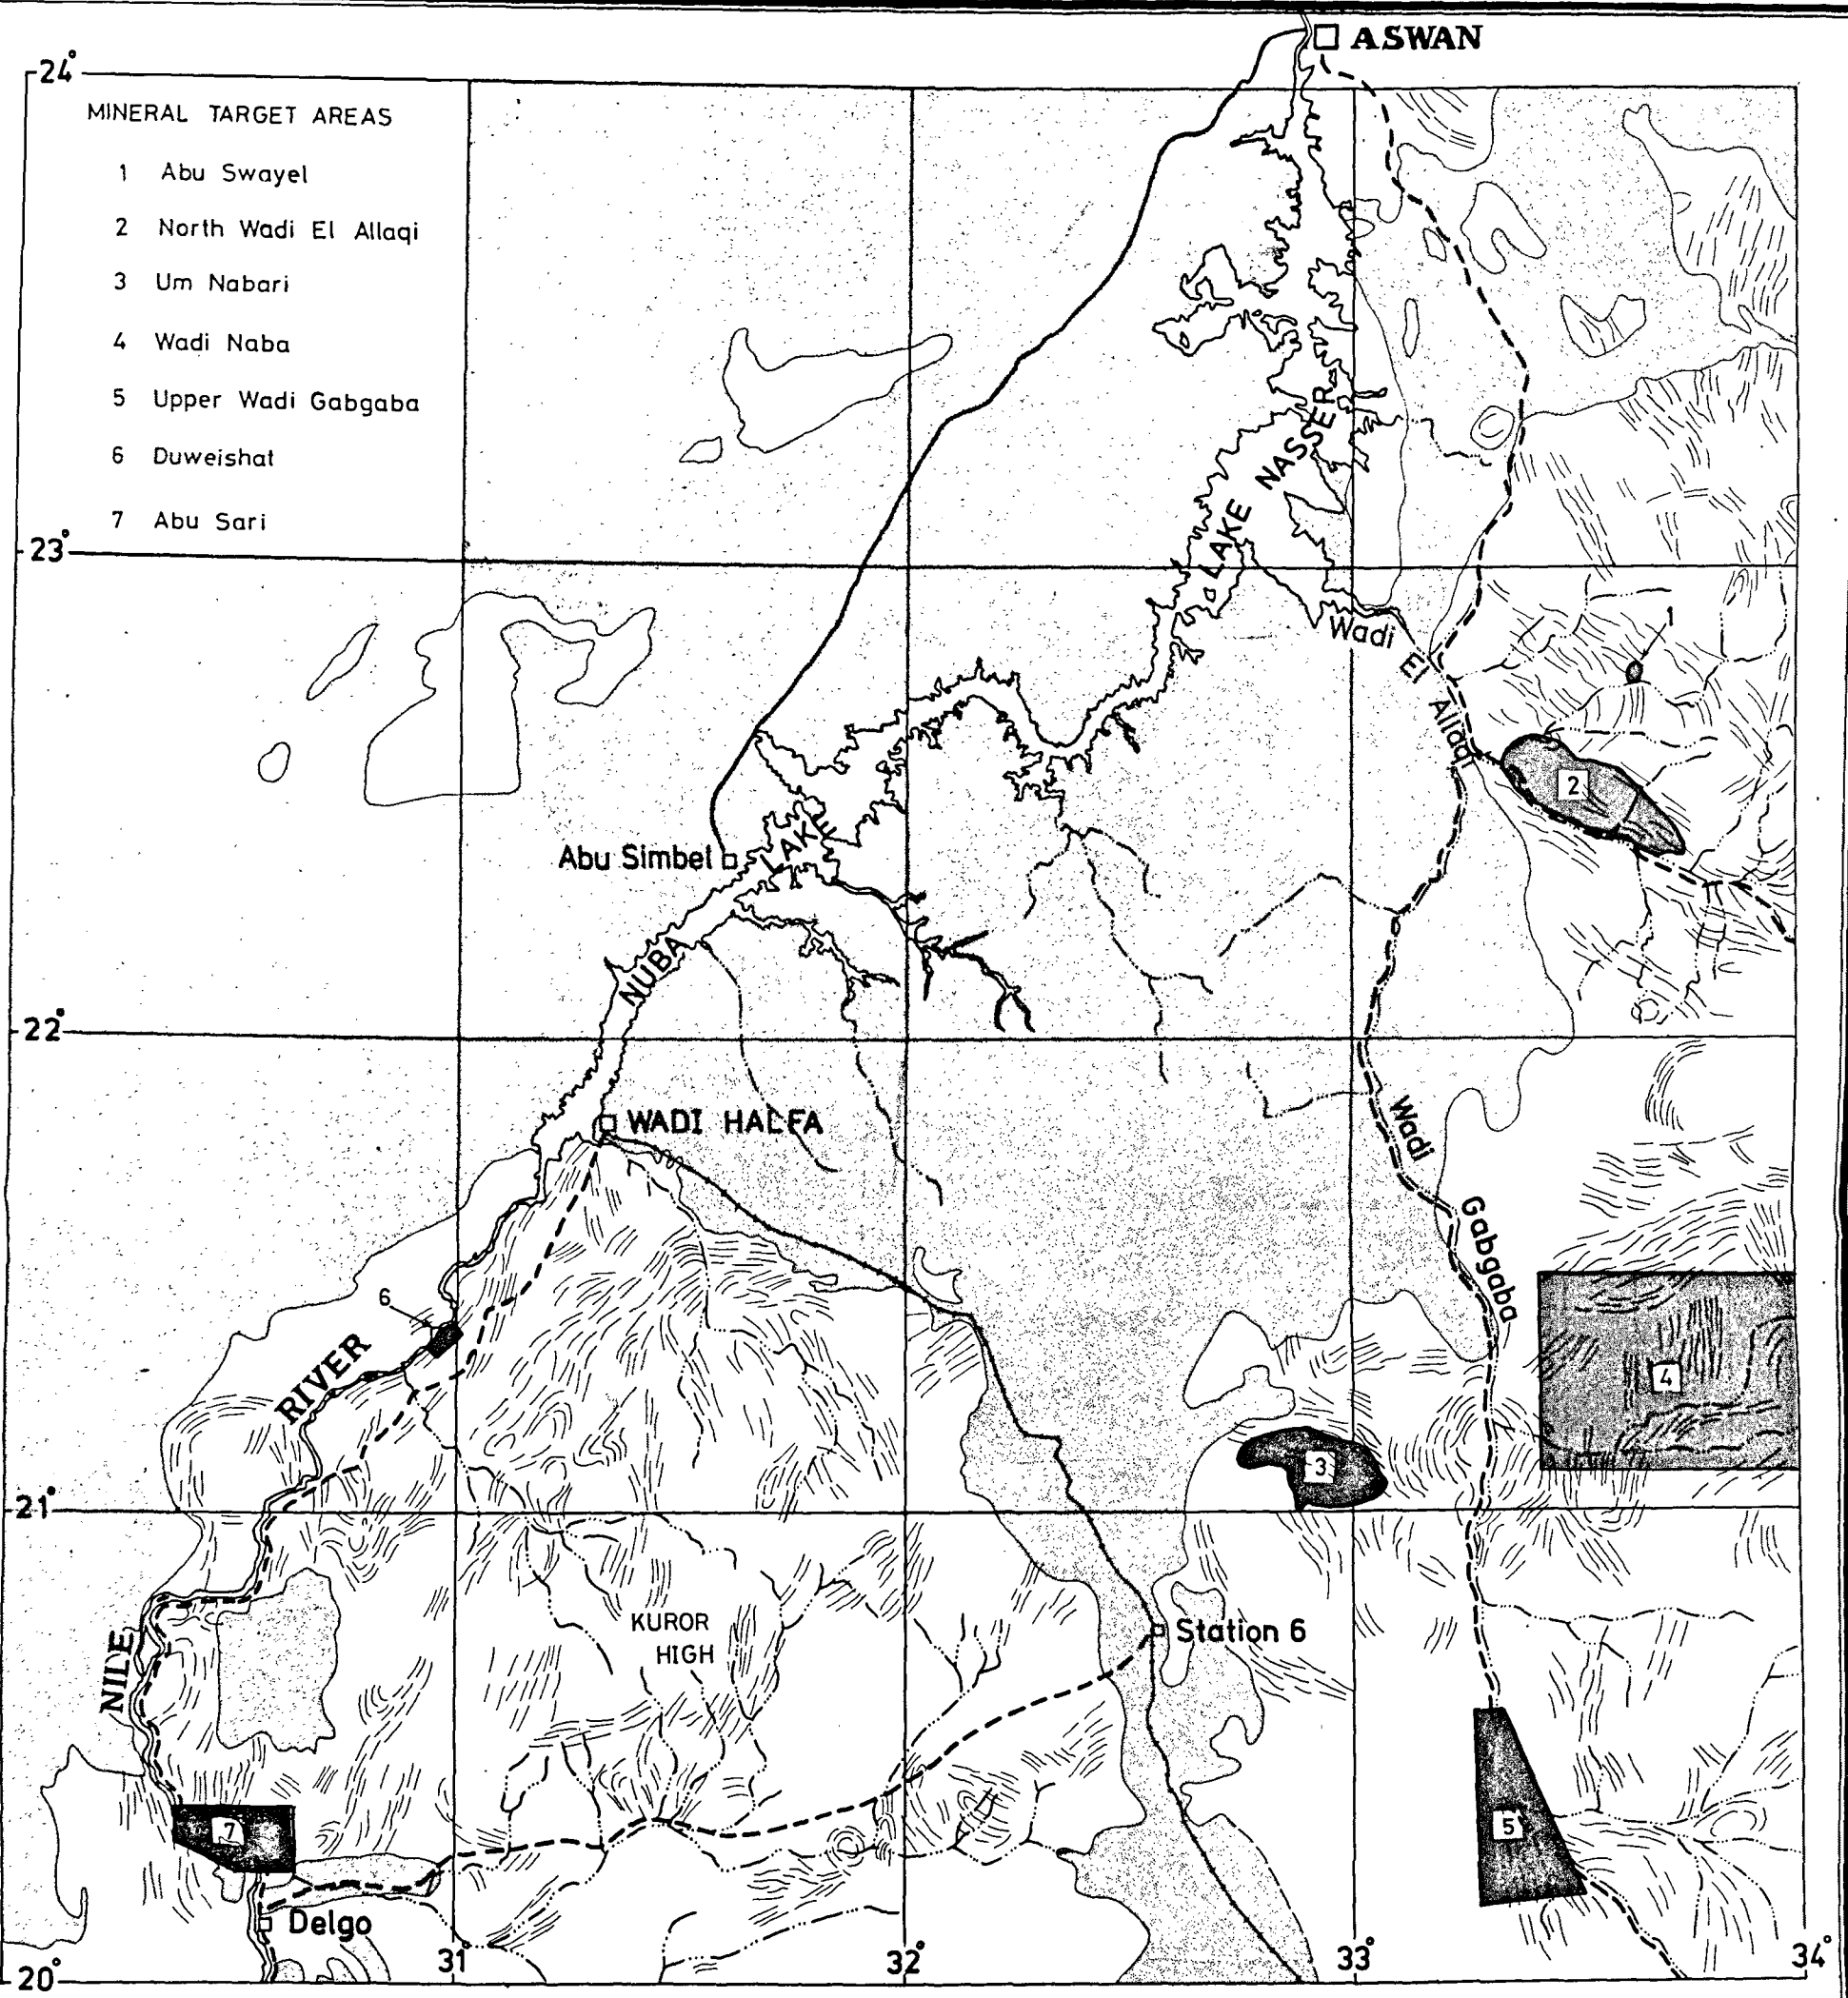 ASWAN
24°
MINERAL TARGET AREAS
1 Abu Swayel
2 North Wadi El Allaqi
3 Um Nabari
4 Wadi Naba
5 Upper Wadi Gabgaba
6 Duweishat
7 Abu Sari
LAKE NASSER
23°
1
Wadi El Allaqi
2
Abu Simbel
LAKE
NUBA
22°
WADI HALFA
Wadi Gabgaba
6
RIVER
4
3
21°
KUROR
HIGH
Station 6
NILE
7
5
Delgo
31°
32°
33°
34°
20°